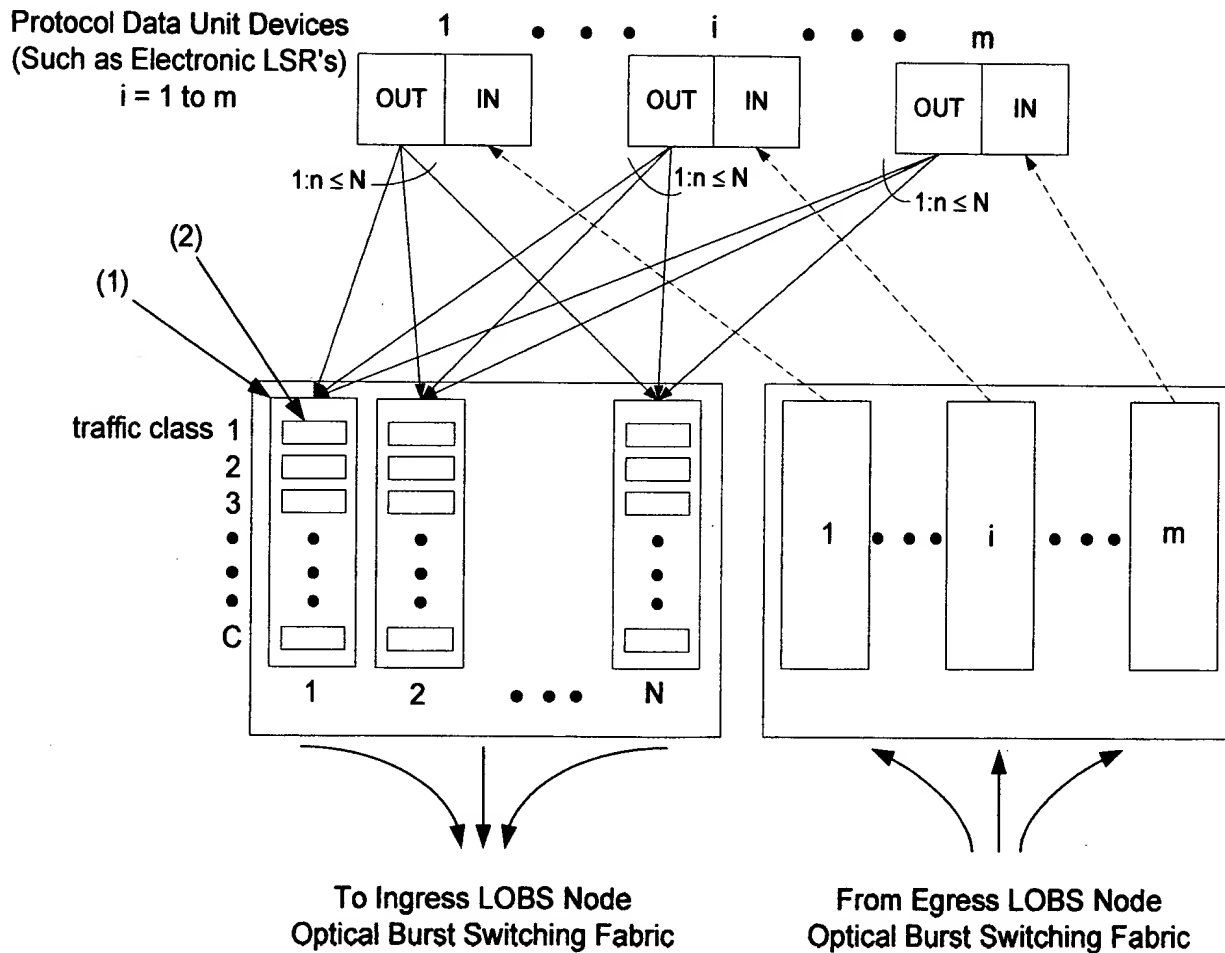 Protocol Data Unit Devices
(Such as Electronic LSR's)
i = 1 to m
1 • • • i • • • m
OUT IN
OUT IN
OUT IN
1:n ≤ N
1:n ≤ N
1:n ≤ N
(2)
(1)
traffic class 1
2
3
•
•
•
C
1 2 • • • N
1 • • • i • • • m
To Ingress LOBS Node
Optical Burst Switching Fabric
From Egress LOBS Node
Optical Burst Switching Fabric